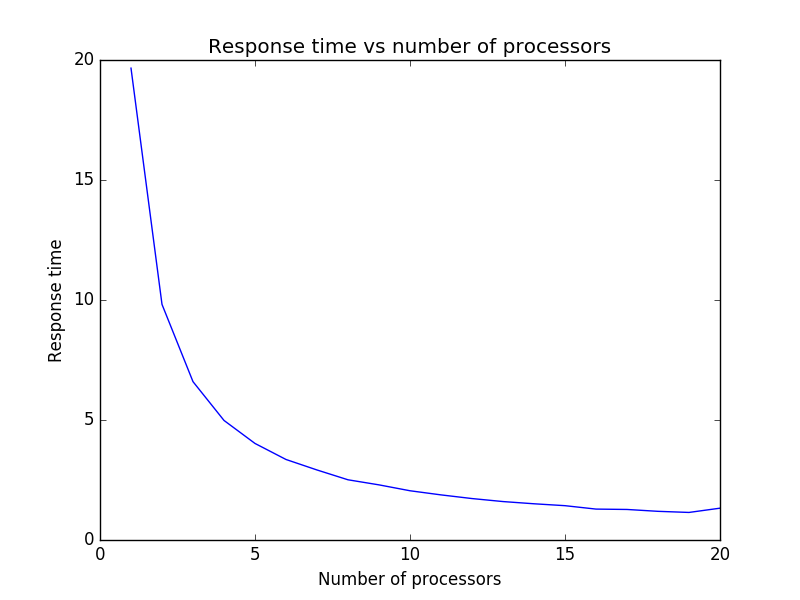 Response time vs number of processors
20
15
10
5
0
Response time
0 5 10 15 20
Number of processors